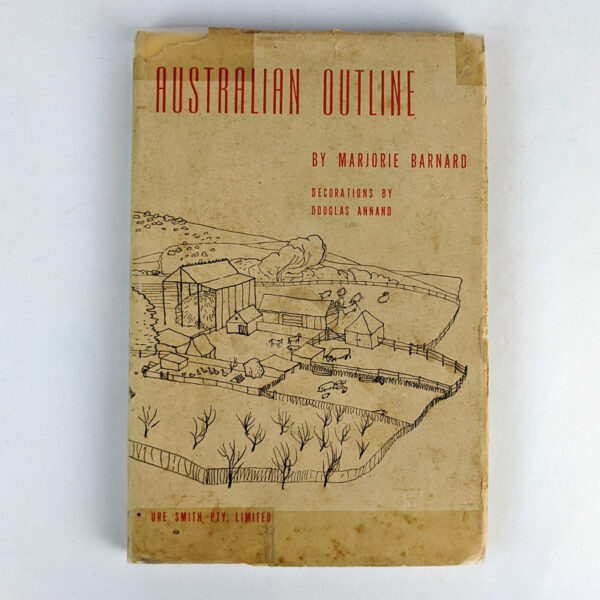 AUSTRALIAN OUTLINE
BY MARJORIE BARNARD
DECORATIONS BY
DOUGLAS ANNAND
URE SMITH PTY. LIMITED